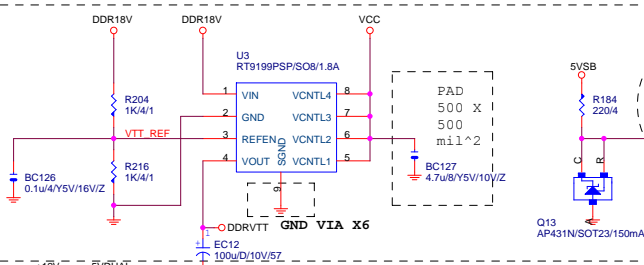 DDR18V
DDR18V
VCC
U3
RT9199PSP/SO8/1.8A
5VSB
R204
1K/4/1
1
2
3
4
VIN
GND
REFEN
VOUT
SGND
9
VCNTL4
VCNTL3
VCNTL2
VCNTL1
8
7
6
5
PAD
500 X
500
mil^2
R184
220/4
VTT_REF
R216
1K/4/1
BC126
0.1u/4/Y5V/16V/Z
BC127
4.7u/8/Y5V/10V/Z
C
R
A
GND VIA X6
DDRVTT
1
+
EC12
100u/D/10V/57
Q13
AP431N/SOT23/150mA